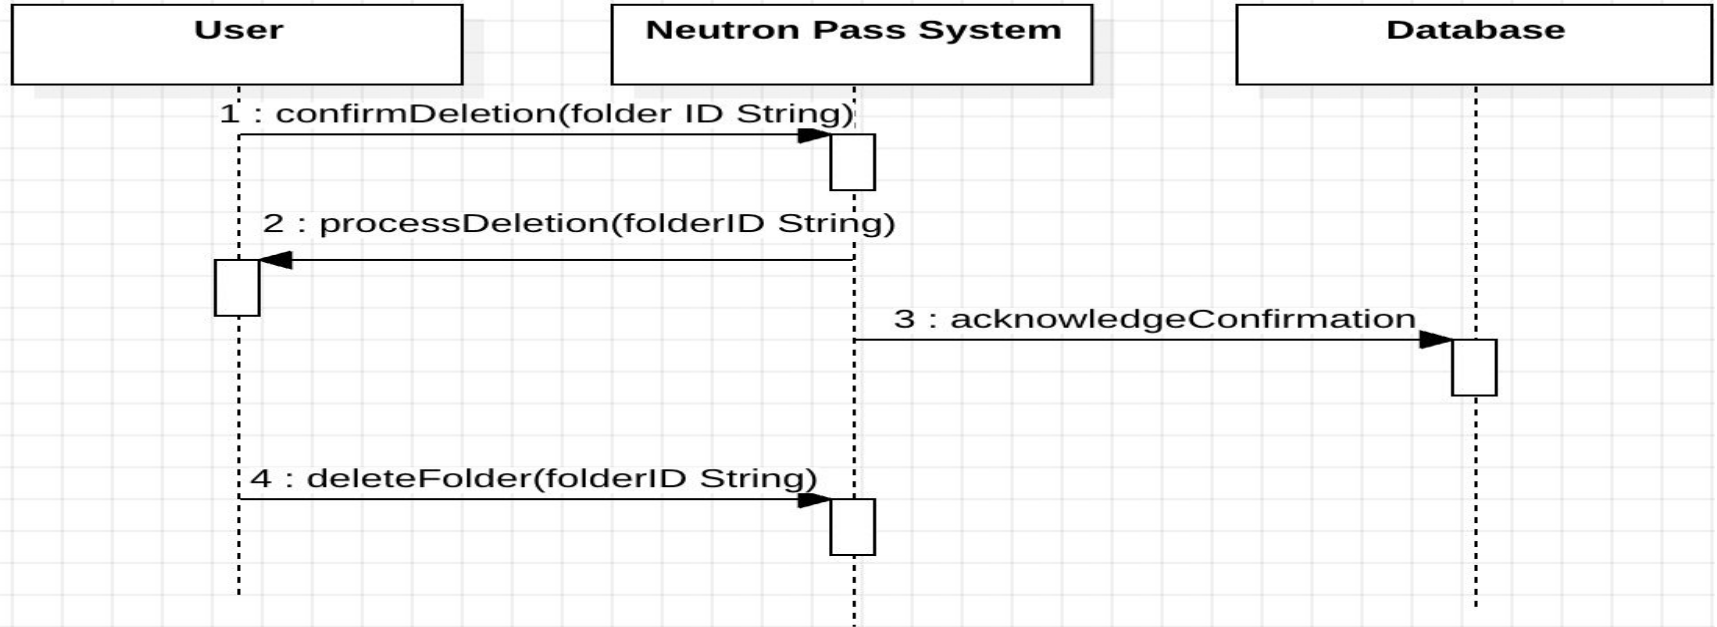 User
Neutron Pass System
Database
1 : confirmDeletion(folder ID String)
2 : processDeletion(folderID String)
3 : acknowledgeConfirmation
4 : deleteFolder(folderID String)